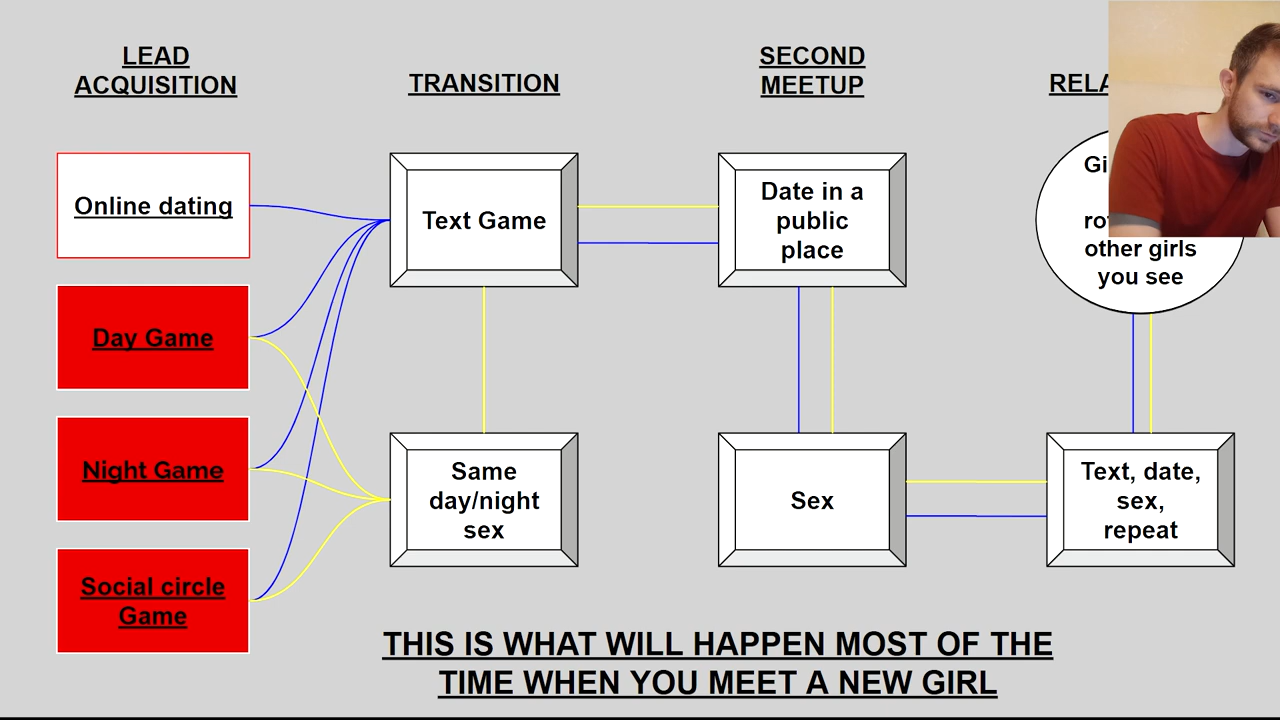 LEAD
ACQUISITION
TRANSITION
SECOND
MEETUP
Online dating
Day Game
Night Game
Social circle
Game
Text Game
Same
day/night
sex
Date in a
public
place
Sex
other girls
you see
Text, date,
sex,
repeat
THIS IS WHAT WILL HAPPEN MOST OF THE
TIME WHEN YOU MEET A NEW GIRL